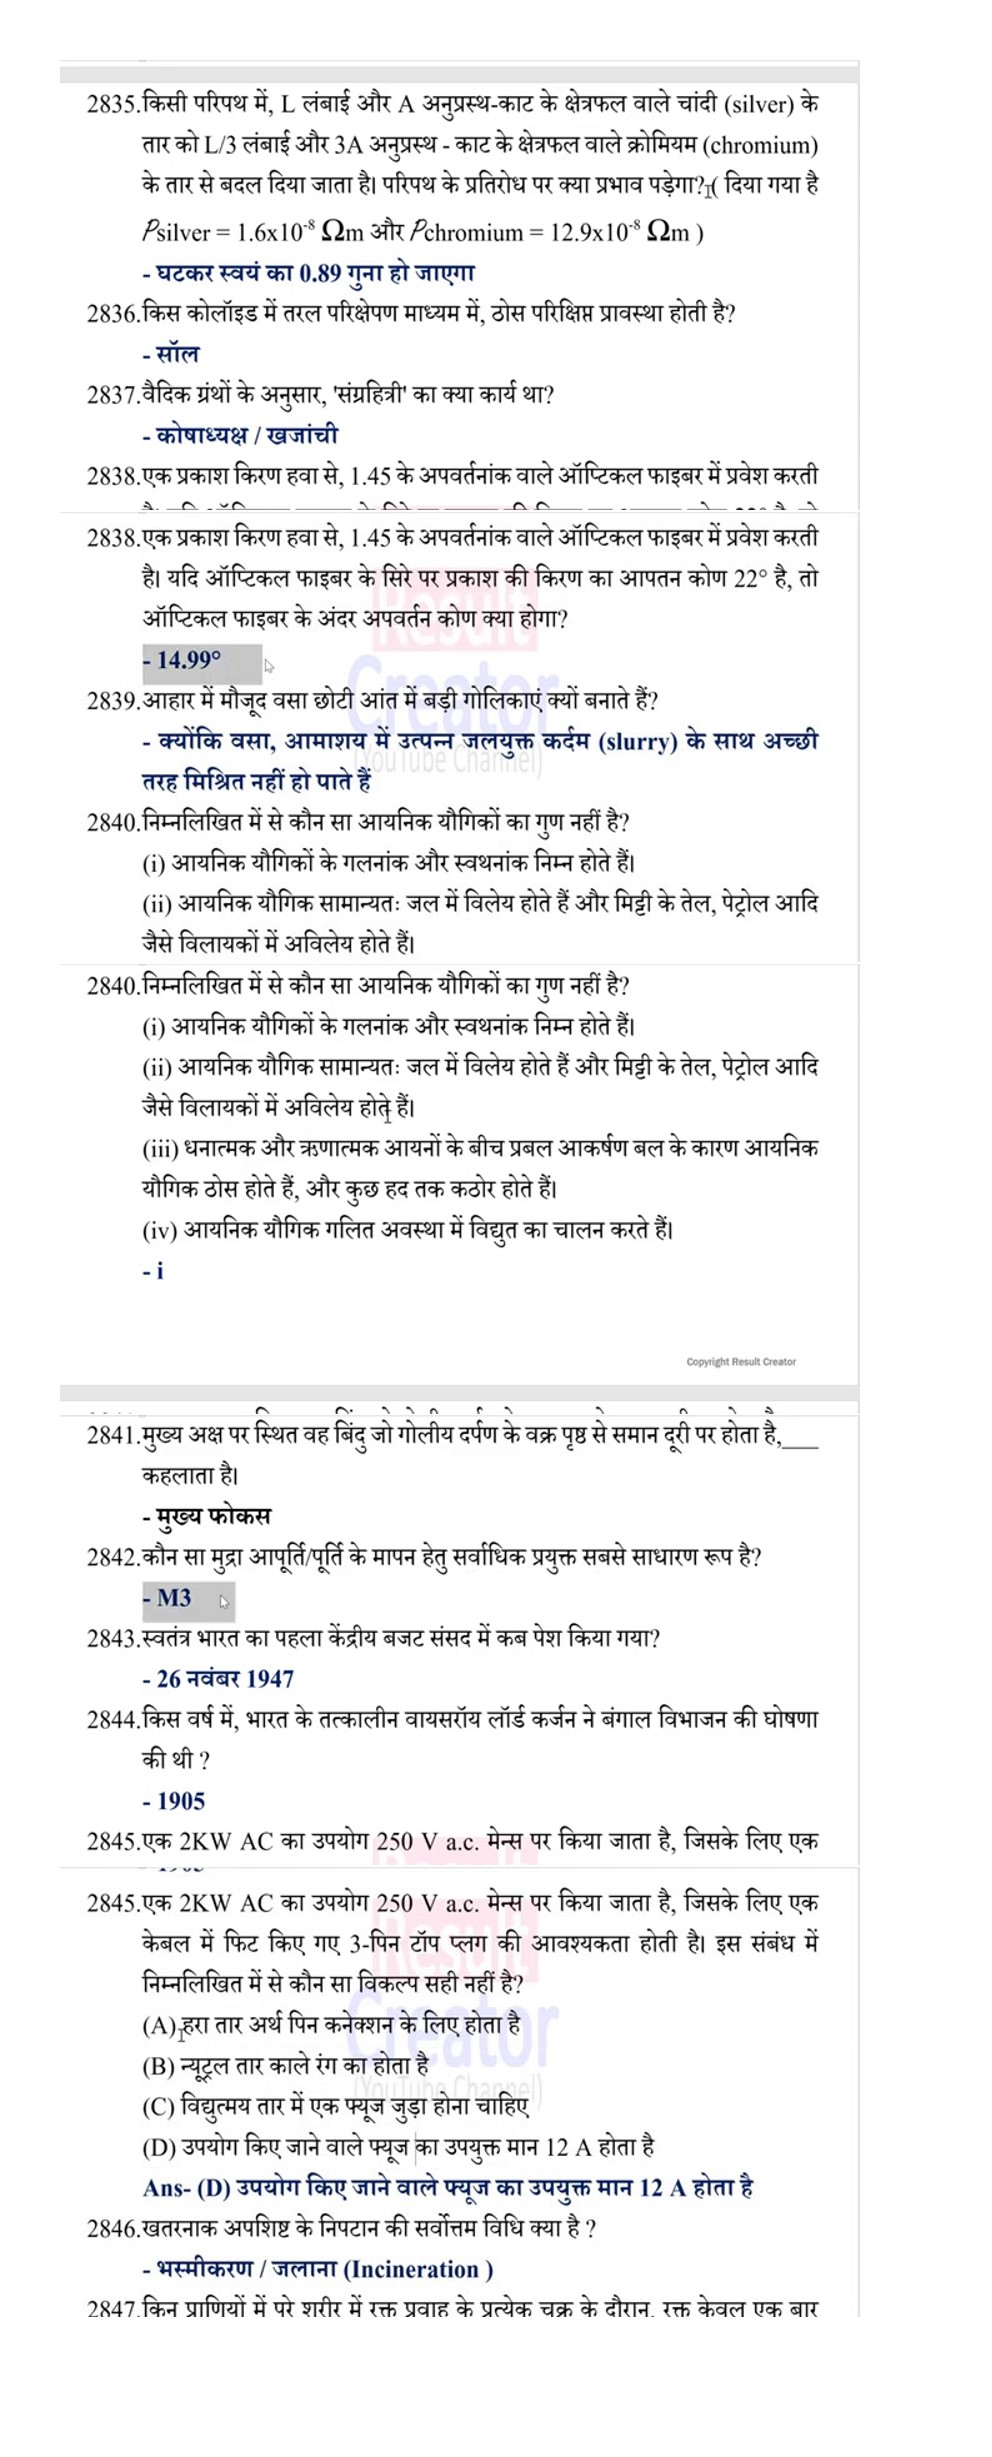 2835.किसी परिपथ में, L लंबाई और A अनुप्रस्थ-काट के क्षेत्रफल वाले चांदी (silver) के
तार को L/3 लंबाई और 3A अनुप्रस्थ - काट के क्षेत्रफल वाले क्रोमियम (chromium)
के तार से बदल दिया जाता है। परिपथ के प्रतिरोध पर क्या प्रभाव पड़ेगा?( दिया गया है
ρsilver = 1.6x10⁻⁸ Ωm और ρchromium = 12.9x10⁻⁸ Ωm )
- घटकर स्वयं का 0.89 गुना हो जाएगा
2836.किस कोलॉइड में तरल परिक्षेपण माध्यम में, ठोस परिक्षिप्त प्रावस्था होती है?
- सॉल
2837.वैदिक ग्रंथों के अनुसार, 'संग्रहित्री' का क्या कार्य था?
- कोषाध्यक्ष / खजांची
2838.एक प्रकाश किरण हवा से, 1.45 के अपवर्तनांक वाले ऑप्टिकल फाइबर में प्रवेश करती
2838.एक प्रकाश किरण हवा से, 1.45 के अपवर्तनांक वाले ऑप्टिकल फाइबर में प्रवेश करती
है। यदि ऑप्टिकल फाइबर के सिरे पर प्रकाश की किरण का आपतन कोण 22° है, तो
ऑप्टिकल फाइबर के अंदर अपवर्तन कोण क्या होगा?
Result
- 14.99°
Creator
2839.आहार में मौजूद वसा छोटी आंत में बड़ी गोलिकाएं क्यों बनाते हैं?
- क्योंकि वसा, आमाशय में उत्पन्न जलयुक्त कर्दम (slurry) के साथ अच्छी
(YouTube Channel)
तरह मिश्रित नहीं हो पाते हैं
2840.निम्नलिखित में से कौन सा आयनिक यौगिकों का गुण नहीं है?
(i) आयनिक यौगिकों के गलनांक और स्वथनांक निम्न होते हैं।
(ii) आयनिक यौगिक सामान्यतः जल में विलेय होते हैं और मिट्टी के तेल, पेट्रोल आदि
जैसे विलायकों में अविलेय होते हैं।
2840.निम्नलिखित में से कौन सा आयनिक यौगिकों का गुण नहीं है?
(i) आयनिक यौगिकों के गलनांक और स्वथनांक निम्न होते हैं।
(ii) आयनिक यौगिक सामान्यतः जल में विलेय होते हैं और मिट्टी के तेल, पेट्रोल आदि
जैसे विलायकों में अविलेय होते हैं।
(iii) धनात्मक और ऋणात्मक आयनों के बीच प्रबल आकर्षण बल के कारण आयनिक
यौगिक ठोस होते हैं, और कुछ हद तक कठोर होते हैं।
(iv) आयनिक यौगिक गलित अवस्था में विद्युत का चालन करते हैं।
- i
Copyright Result Creator
2841.मुख्य अक्ष पर स्थित वह बिंदु जो गोलीय दर्पण के वक्र पृष्ठ से समान दूरी पर होता है,___
कहलाता है।
- मुख्य फोकस
2842.कौन सा मुद्रा आपूर्ति/पूर्ति के मापन हेतु सर्वाधिक प्रयुक्त सबसे साधारण रूप है?
- M3
2843.स्वतंत्र भारत का पहला केंद्रीय बजट संसद में कब पेश किया गया?
- 26 नवंबर 1947
2844.किस वर्ष में, भारत के तत्कालीन वायसरॉय लॉर्ड कर्जन ने बंगाल विभाजन की घोषणा
की थी ?
- 1905
2845.एक 2KW AC का उपयोग 250 V a.c. मेन्स पर किया जाता है, जिसके लिए एक
2845.एक 2KW AC का उपयोग 250 V a.c. मेन्स पर किया जाता है, जिसके लिए एक
केबल में फिट किए गए 3-पिन टॉप प्लग की आवश्यकता होती है। इस संबंध में
Result
निम्नलिखित में से कौन सा विकल्प सही नहीं है?
(A) हरा तार अर्थ पिन कनेक्शन के लिए होता है
Creator
(B) न्यूट्रल तार काले रंग का होता है
(YouTube Channel)
(C) विद्युत्मय तार में एक फ्यूज जुड़ा होना चाहिए
(D) उपयोग किए जाने वाले फ्यूज का उपयुक्त मान 12 A होता है
Ans- (D) उपयोग किए जाने वाले फ्यूज का उपयुक्त मान 12 A होता है
2846.खतरनाक अपशिष्ट के निपटान की सर्वोत्तम विधि क्या है ?
- भस्मीकरण / जलाना (Incineration )
2847.किन प्राणियों में पूरे शरीर में रक्त प्रवाह के प्रत्येक चक्र के दौरान, रक्त केवल एक बार